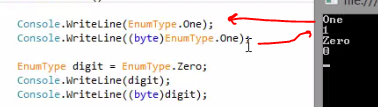 Console.WriteLine(EnumType.One);
Console.WriteLine((byte)EnumType.One);
EnumType digit = EnumType.Zero;
Console.WriteLine(digit);
Console.WriteLine((byte)digit);
file:///
One
1
Zero
0